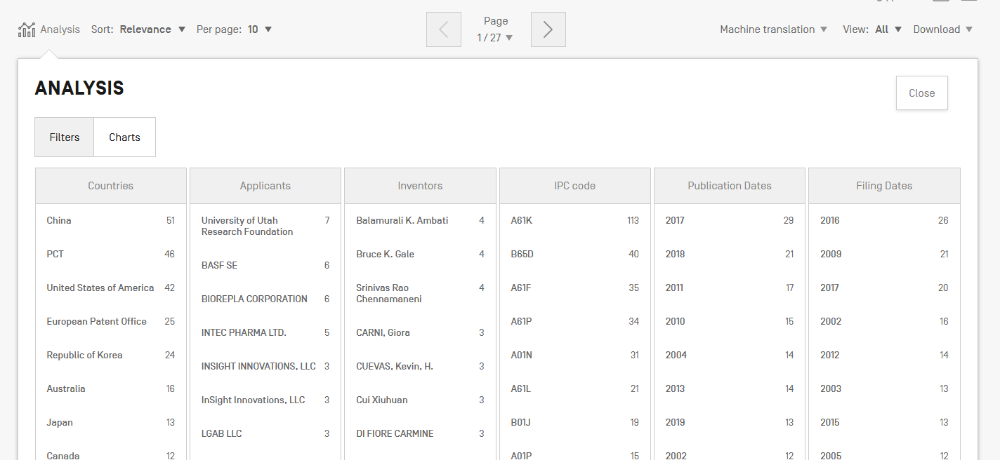 Analysis Sort: Relevance Per page: 10 Page Machine translation View: All Download
1 / 27
ANALYSIS
Close
Filters Charts
Countries Applicants Inventors IPC code Publication Dates Filing Dates
China 51 University of Utah 7 Balamurali K. Ambati 4 A61K 113 2017 29 2016 26
Research Foundation
PCT 46 Bruce K. Gale 4 B65D 40 2018 21 2009 21
BASF SE 6
United States of America 42 Srinivas Rao 4 A61F 35 2011 17 2017 20
BIOREPLA CORPORATION 6 Chennamaneni
European Patent Office 25 A61P 34 2010 15 2002 16
INTEC PHARMA LTD. 5 CARNI, Giora 3
Republic of Korea 24 A01N 31 2004 14 2012 14
INSIGHT INNOVATIONS, LLC 3 CUEVAS, Kevin, H. 3
Australia 16 A61L 21 2013 14 2003 13
InSight Innovations, LLC 3 Cui Xiuhuan 3
Japan 13 B01J 19 2019 13 2015 13
LGAB LLC 3 DI FIORE CARMINE 3
Canada 12 A01P 15 2002 12 2005 12